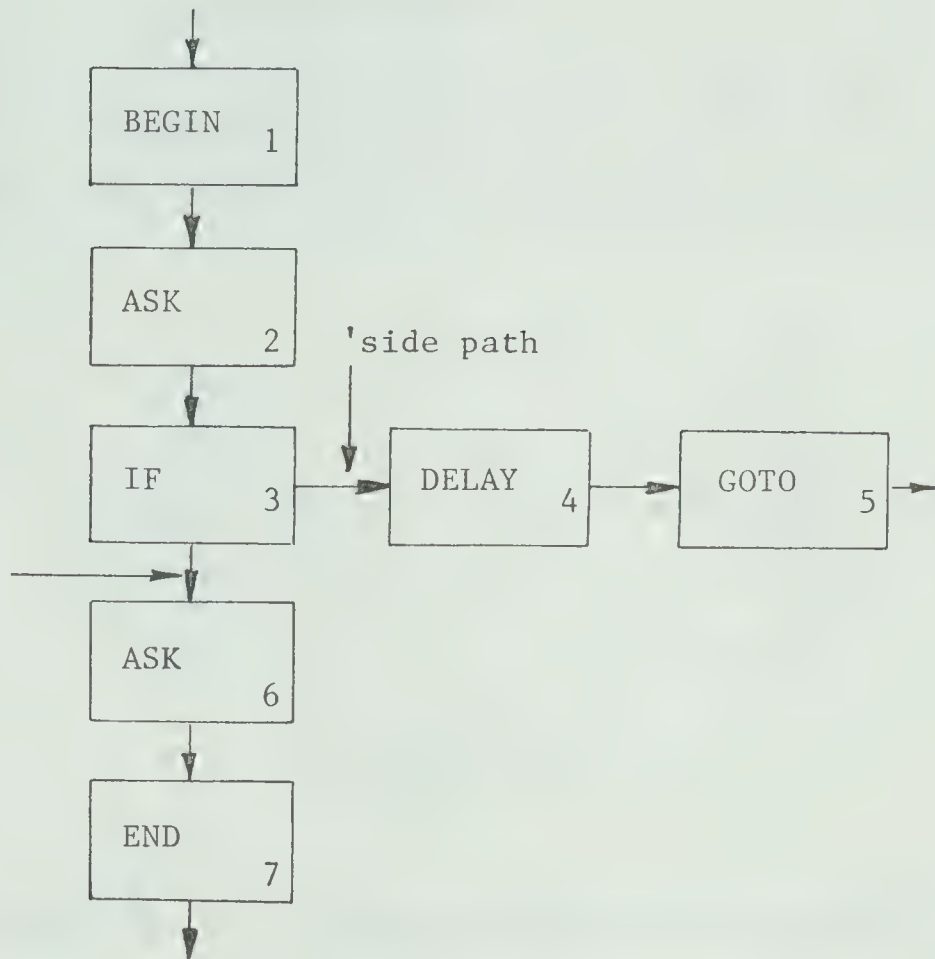 BEGIN
1
ASK
2
'side path
IF
3
DELAY
4
GOTO
5
ASK
6
END
7